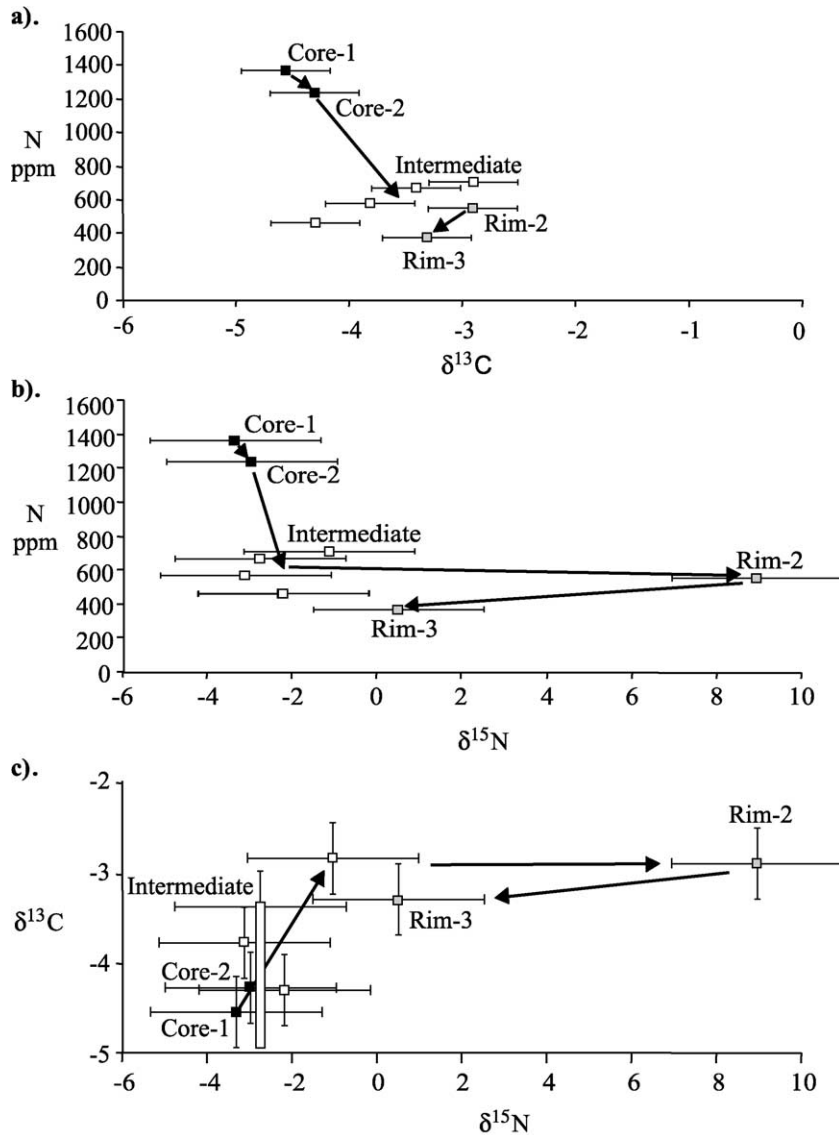 a).
1600
1400
1200
1000
800
600
400
200
0
N
ppm
Core-1
Core-2
Intermediate
Rim-2
Rim-3
-6 -5 -4 -3 -2 -1 0
δ¹³C
b).
1600
1400
1200
1000
800
600
400
200
0
N
ppm
Core-1
Core-2
Intermediate
Rim-2
Rim-3
-6 -4 -2 0 2 4 6 8 10
δ¹⁵N
c).
-2
-3
-4
-5
δ¹³C
Rim-2
Intermediate
Rim-3
Core-2
Core-1
-6 -4 -2 0 2 4 6 8 10
δ¹⁵N